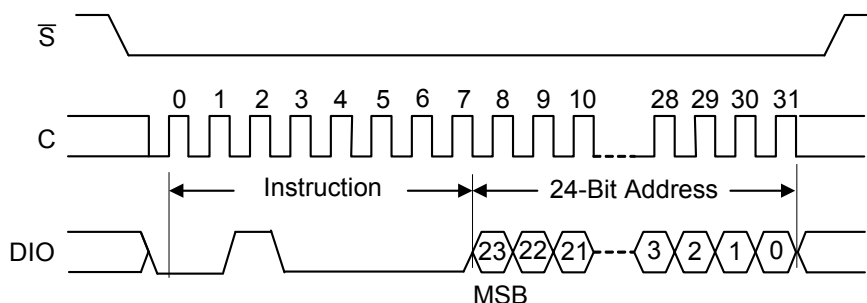 S̅
0 1 2 3 4 5 6 7 8 9 10 28 29 30 31
C
Instruction 24-Bit Address
DIO 23 22 21 3 2 1 0
MSB